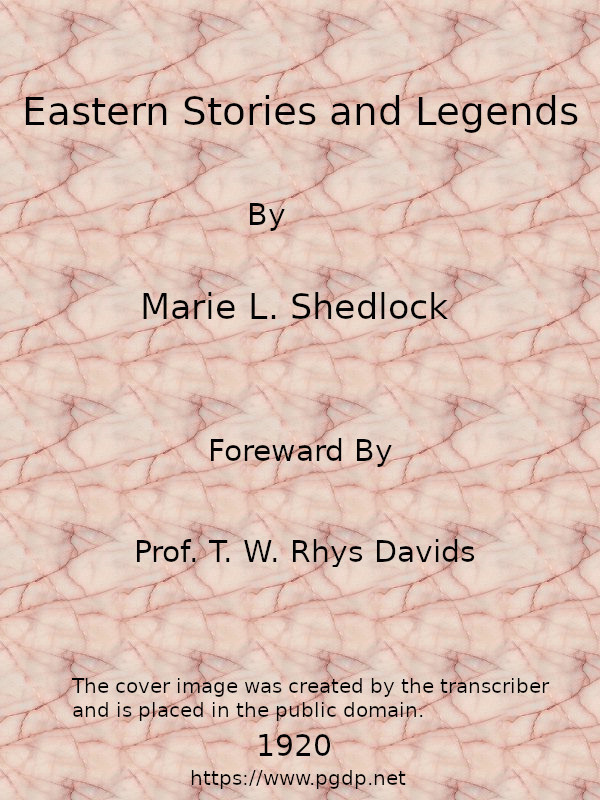 Eastern Stories and Legends
By
Marie L. Shedlock
Foreward By
Prof. T. W. Rhys Davids
The cover image was created by the transcriber
and is placed in the public domain.
1920
https://www.pgdp.net